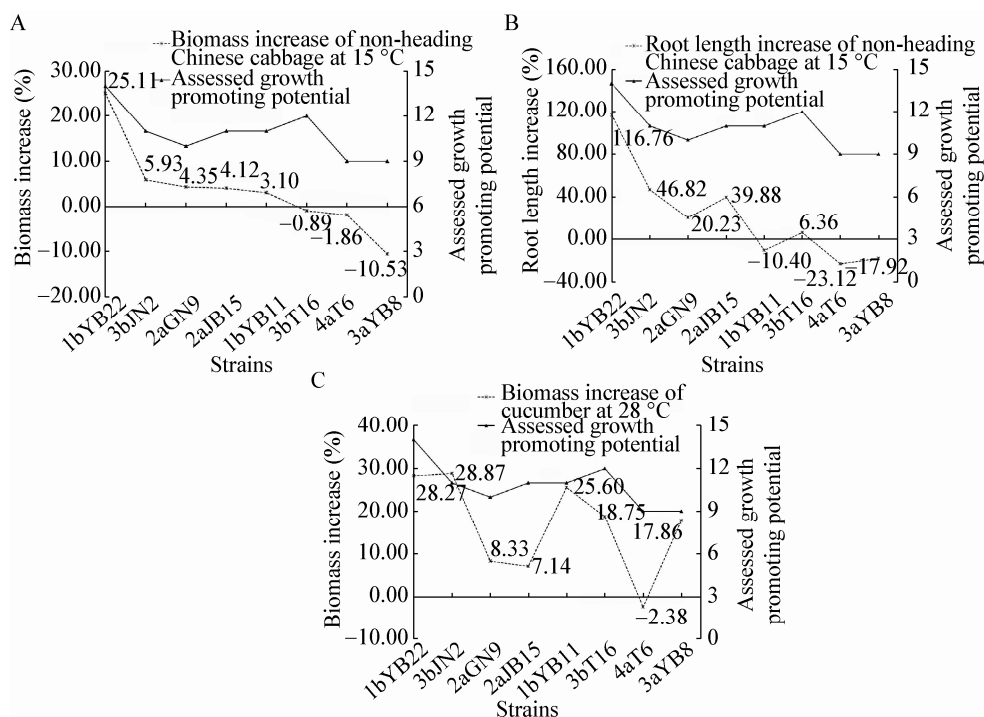 A
Biomass increase of non-heading
Chinese cabbage at 15 °C
Assessed growth
promoting potential
Biomass increase (%)
30.00
20.00
10.00
0.00
−10.00
−20.00
25.11
5.93
4.35
4.12
3.10
−0.89
−1.86
−10.53
15
12
9
6
3
0
Assessed growth
promoting potential
1bYB22
3bJN2
2aGN9
2aJB15
1bYB11
3bT16
4aT6
3aYB8
Strains
B
Root length increase of non-heading
Chinese cabbage at 15 °C
Assessed growth
promoting potential
Root length increase (%)
160.00
120.00
80.00
40.00
0.00
−40.00
116.76
46.82
20.23
39.88
−10.40
6.36
−23.12
−17.92
15
12
9
6
3
0
Assessed growth
promoting potential
1bYB22
3bJN2
2aGN9
2aJB15
1bYB11
3bT16
4aT6
3aYB8
Strains
C
Biomass increase of
cucumber at 28 °C
Assessed growth
promoting potential
Biomass increase (%)
40.00
30.00
20.00
10.00
0.00
−10.00
28.27
28.87
8.33
7.14
25.60
18.75
−2.38
17.86
15
12
9
6
3
0
Assessed growth
promoting potential
1bYB22
3bJN2
2aGN9
2aJB15
1bYB11
3bT16
4aT6
3aYB8
Strains